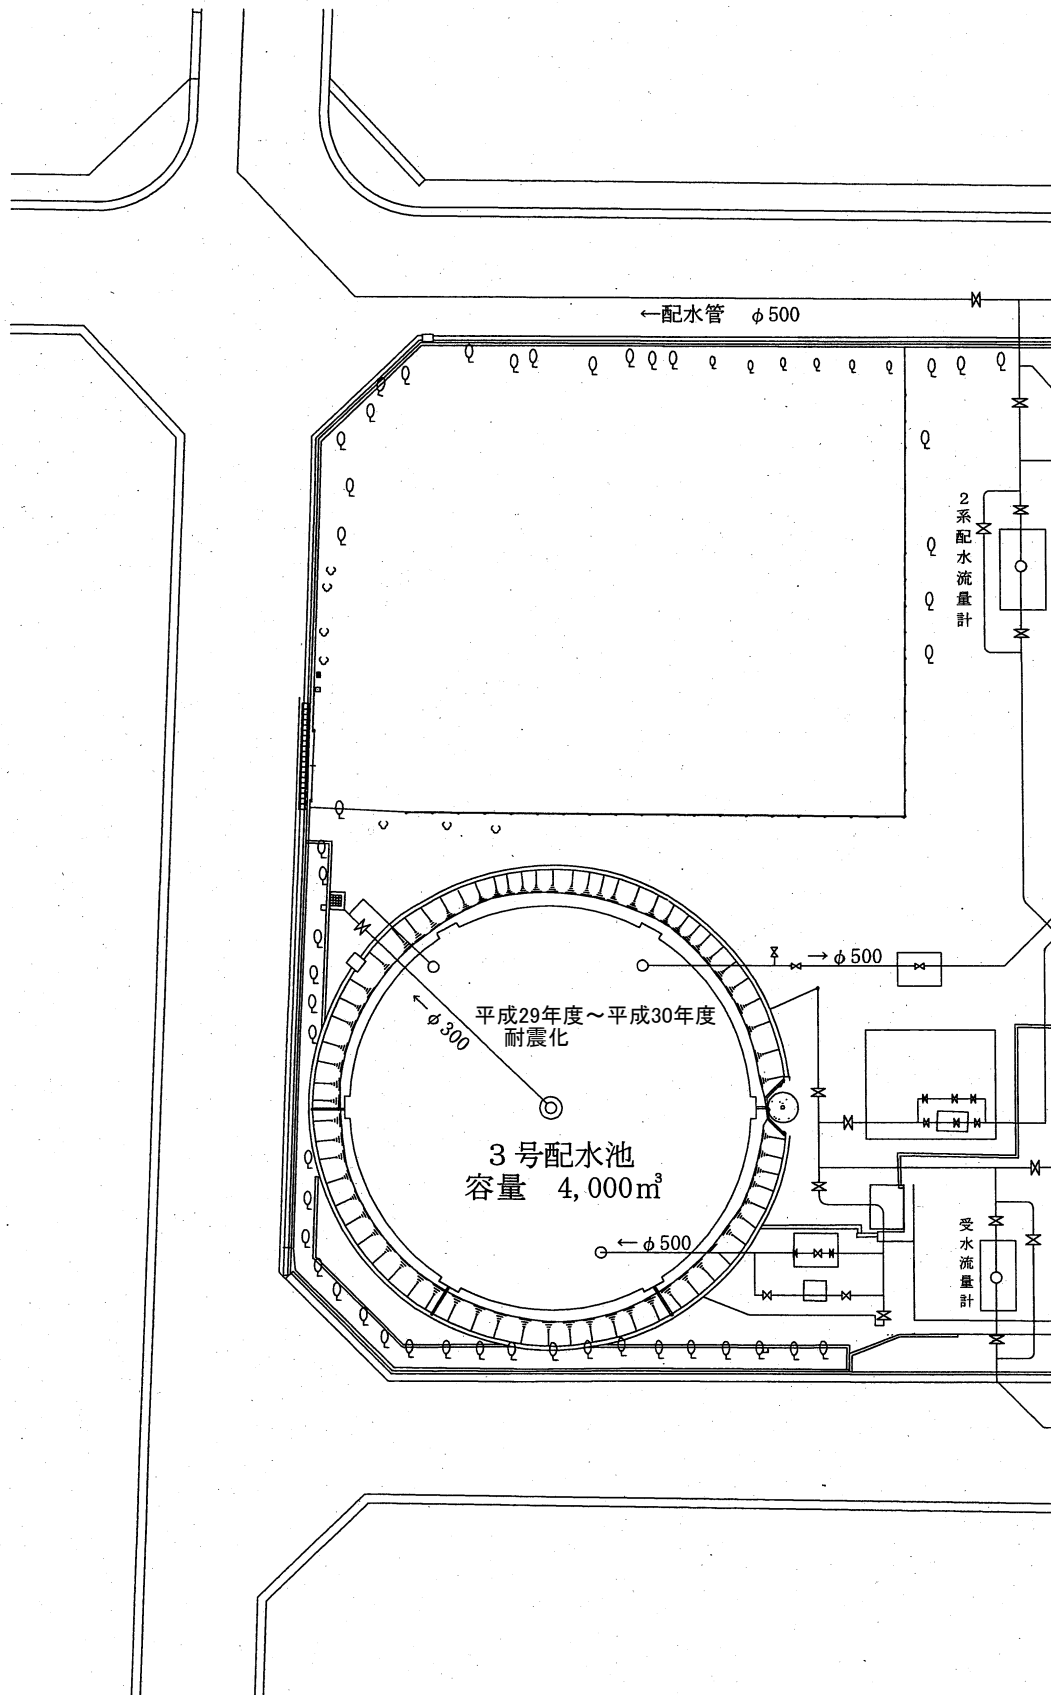 ←配水管 φ500
2系配水流量計
→φ500
←φ300
平成29年度～平成30年度
耐震化
3号配水池
容量 4,000㎥
←φ500
受水流量計